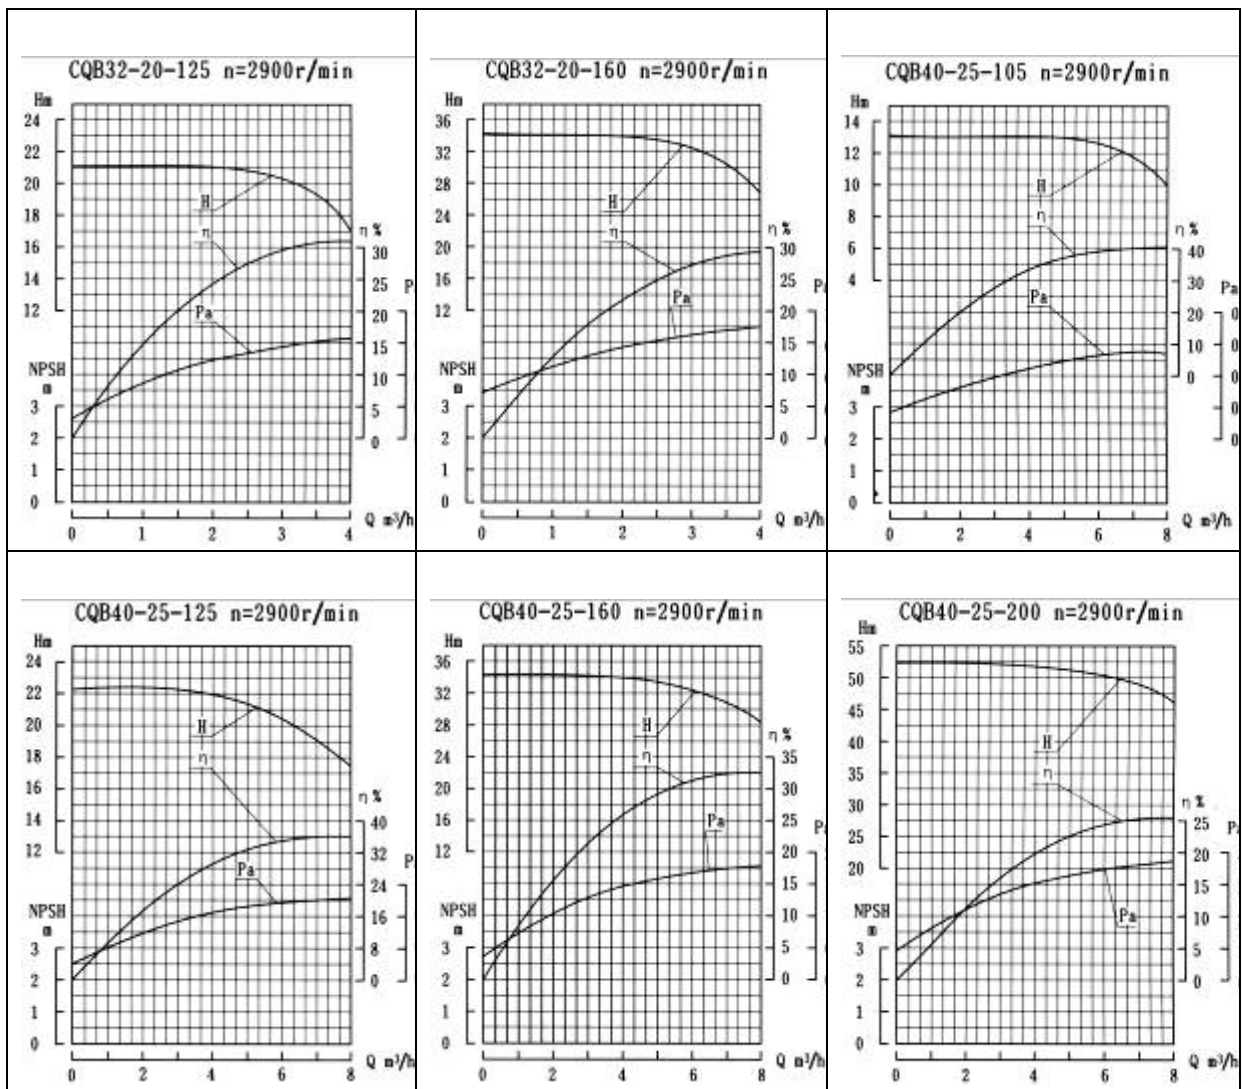 CQB32-20-125 n=2900r/min
Hm
24
22
20
18
16
14
12
H
η
Pa
η %
30
25
20
15
10
5
0
P
NPSH
m
3
2
1
0
0 1 2 3 4
Q m³/h
CQB32-20-160 n=2900r/min
Hm
36
32
28
24
20
16
12
H
η
Pa
η %
30
25
20
15
10
5
0
P
NPSH
m
3
2
1
0
0 2 4
Q m³/h
CQB40-25-105 n=2900r/min
Hm
14
12
10
8
6
4
H
η
Pa
η %
40
30
20
10
0
Pa
0
0
0
0
0
NPSH
m
3
2
1
0 2 4 6 8
Q m³/h
CQB40-25-125 n=2900r/min
Hm
24
22
20
18
16
14
13
12
H
η
Pa
η %
40
32
24
16
8
0
P
NPSH
m
3
2
1
0
0 2 4 6 8
Q m³/h
CQB40-25-160 n=2900r/min
Hm
36
32
28
24
20
16
12
H
η
Pa
η %
35
30
25
20
15
10
5
0
P
NPSH
m
3
2
1
0
0 2 4 6 8
Q m³/h
CQB40-25-200 n=2900r/min
Hm
55
50
45
40
35
30
25
20
H
η
Pa
η %
25
20
15
10
5
0
P
NPSH
m
3
2
1
0
0 2 4 6 8
Q m³/h